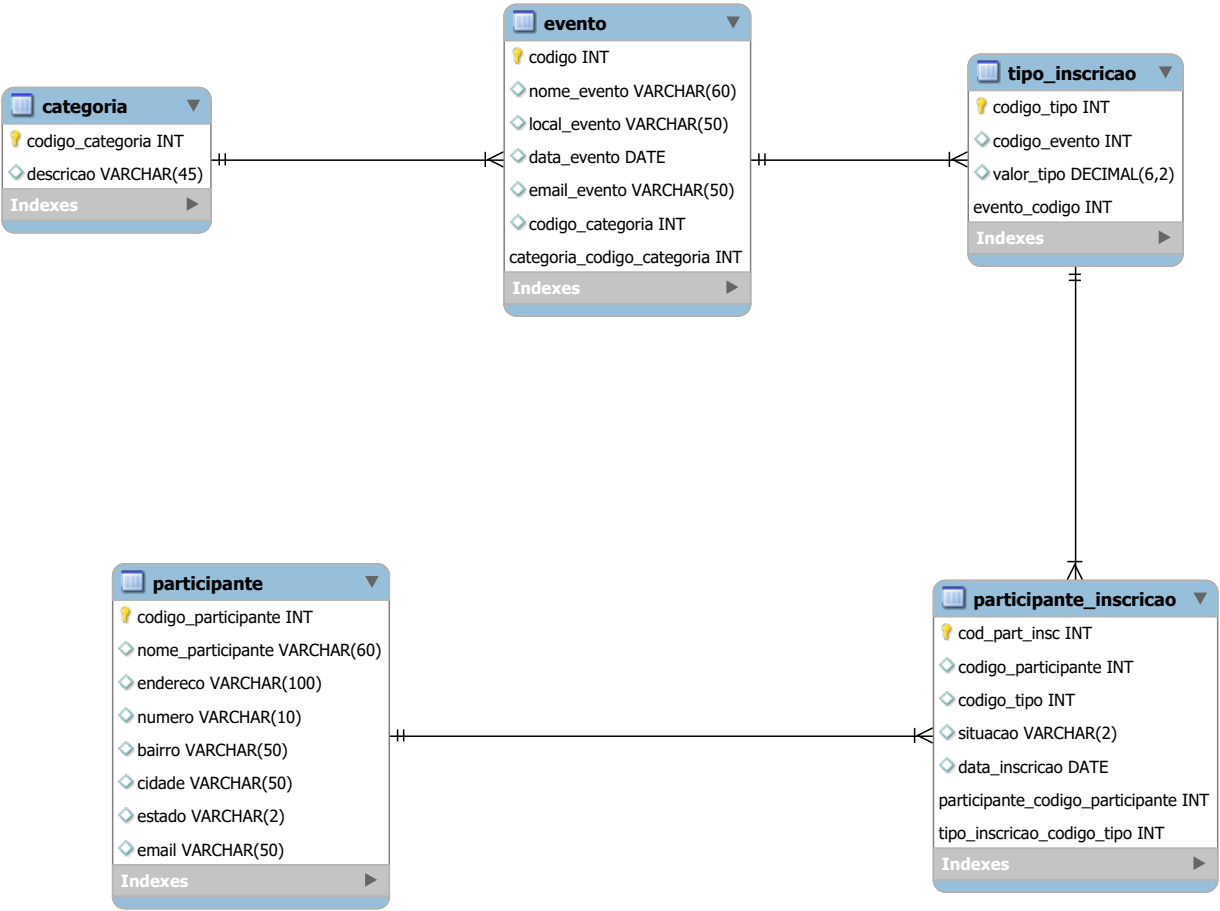 categoria
codigo_categoria INT
descricao VARCHAR(45)
Indexes
evento
codigo INT
nome_evento VARCHAR(60)
local_evento VARCHAR(50)
data_evento DATE
email_evento VARCHAR(50)
codigo_categoria INT
categoria_codigo_categoria INT
Indexes
tipo_inscricao
codigo_tipo INT
codigo_evento INT
valor_tipo DECIMAL(6,2)
evento_codigo INT
Indexes
participante
codigo_participante INT
nome_participante VARCHAR(60)
endereco VARCHAR(100)
numero VARCHAR(10)
bairro VARCHAR(50)
cidade VARCHAR(50)
estado VARCHAR(2)
email VARCHAR(50)
Indexes
participante_inscricao
cod_part_insc INT
codigo_participante INT
codigo_tipo INT
situacao VARCHAR(2)
data_inscricao DATE
participante_codigo_participante INT
tipo_inscricao_codigo_tipo INT
Indexes